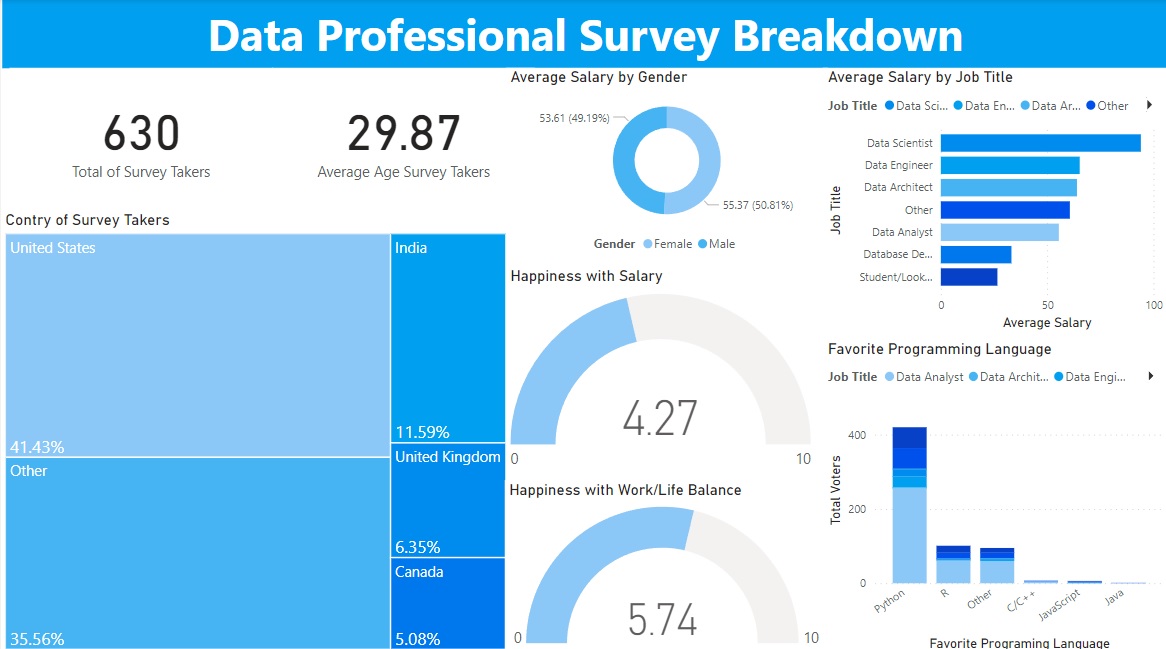 Data Professional Survey Breakdown
630
Total of Survey Takers
29.87
Average Age Survey Takers
Contry of Survey Takers
United States
41.43%
Other
35.56%
India
11.59%
United Kingdom
6.35%
Canada
5.08%
Average Salary by Gender
53.61 (49.19%)
55.37 (50.81%)
Gender Female Male
Happiness with Salary
4.27
0
10
Happiness with Work/Life Balance
5.74
0
10
Average Salary by Job Title
Job Title Data Sci... Data En... Data Ar... Other
Job Title
Data Scientist
Data Engineer
Data Architect
Other
Data Analyst
Database De...
Student/Look...
0 50 100
Average Salary
Favorite Programming Language
Job Title Data Analyst Data Archit... Data Engi...
Total Voters
400
200
0
Python
R
Other
C/C++
JavaScript
Java
Favorite Programing Language